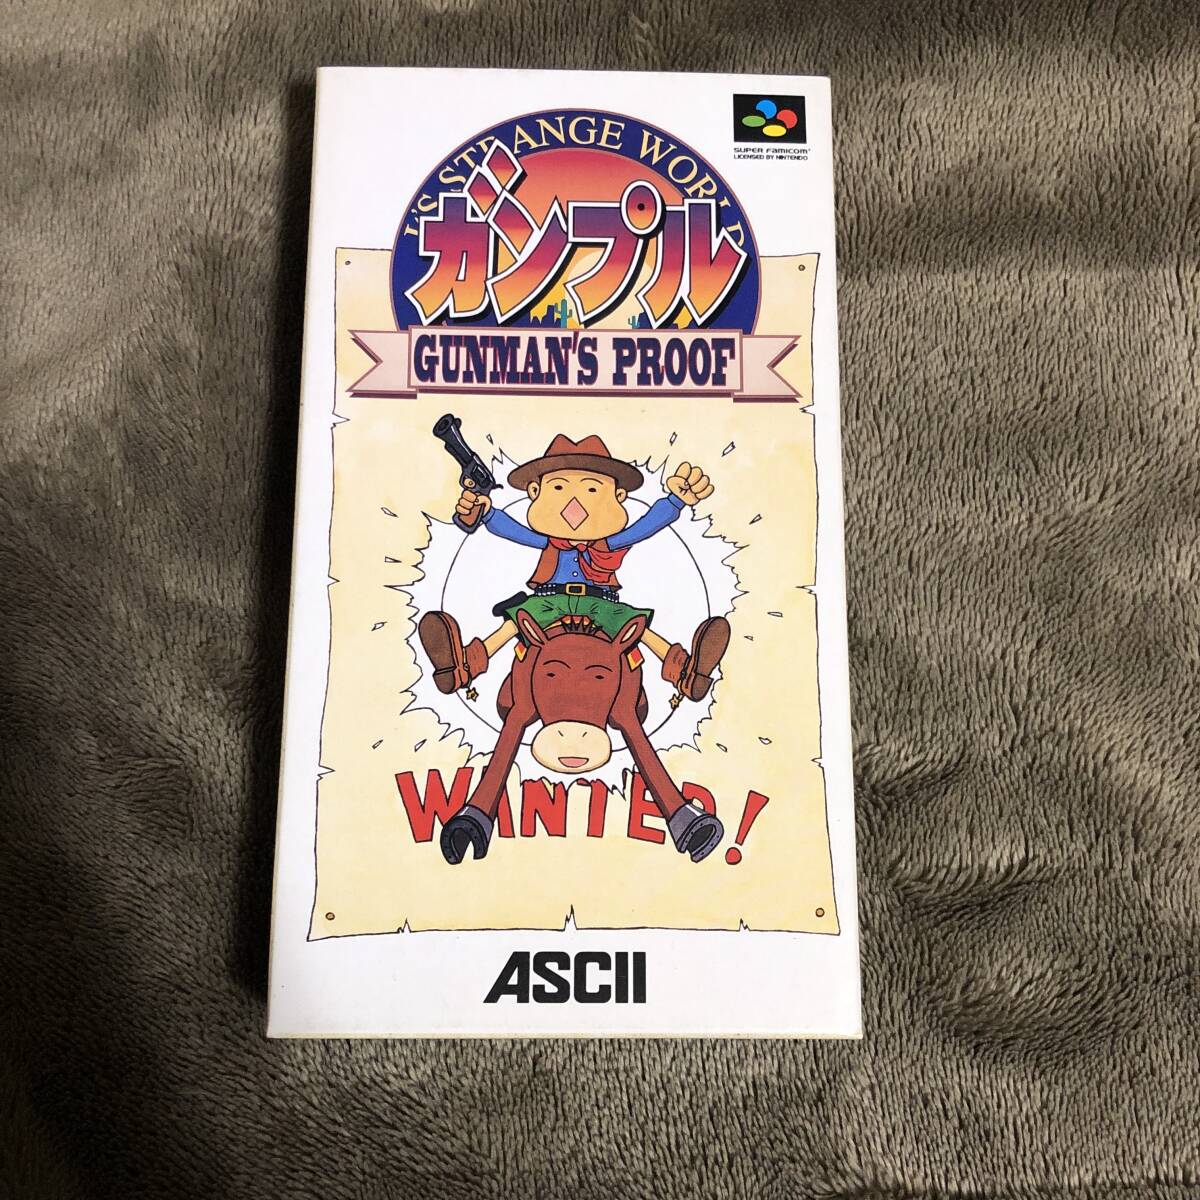 L'S STRANGE WORLD
ガンプル
GUNMAN'S PROOF
SUPER FAMICOM
LICENSED BY NINTENDO
WANTED!
ASCII